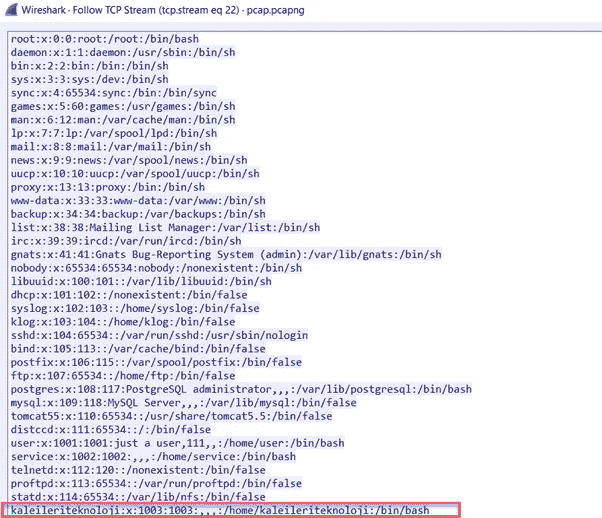 Wireshark · Follow TCP Stream (tcp.stream eq 22) · pcap.pcapng
root:x:0:0:root:/root:/bin/bash
daemon:x:1:1:daemon:/usr/sbin:/bin/sh
bin:x:2:2:bin:/bin:/bin/sh
sys:x:3:3:sys:/dev:/bin/sh
sync:x:4:65534:sync:/bin:/bin/sync
games:x:5:60:games:/usr/games:/bin/sh
man:x:6:12:man:/var/cache/man:/bin/sh
lp:x:7:7:lp:/var/spool/lpd:/bin/sh
mail:x:8:8:mail:/var/mail:/bin/sh
news:x:9:9:news:/var/spool/news:/bin/sh
uucp:x:10:10:uucp:/var/spool/uucp:/bin/sh
proxy:x:13:13:proxy:/bin:/bin/sh
www-data:x:33:33:www-data:/var/www:/bin/sh
backup:x:34:34:backup:/var/backups:/bin/sh
list:x:38:38:Mailing List Manager:/var/list:/bin/sh
irc:x:39:39:ircd:/var/run/ircd:/bin/sh
gnats:x:41:41:Gnats Bug-Reporting System (admin):/var/lib/gnats:/bin/sh
nobody:x:65534:65534:nobody:/nonexistent:/bin/sh
libuuid:x:100:101::/var/lib/libuuid:/bin/sh
dhcp:x:101:102::/nonexistent:/bin/false
syslog:x:102:103::/home/syslog:/bin/false
klog:x:103:104::/home/klog:/bin/false
sshd:x:104:65534::/var/run/sshd:/usr/sbin/nologin
bind:x:105:113::/var/cache/bind:/bin/false
postfix:x:106:115::/var/spool/postfix:/bin/false
ftp:x:107:65534::/home/ftp:/bin/false
postgres:x:108:117:PostgreSQL administrator,,,:/var/lib/postgresql:/bin/bash
mysql:x:109:118:MySQL Server,,,:/var/lib/mysql:/bin/false
tomcat55:x:110:65534::/usr/share/tomcat5.5:/bin/false
distccd:x:111:65534::/:/bin/false
user:x:1001:1001:just a user,111,,:/home/user:/bin/bash
service:x:1002:1002:,,,:/home/service:/bin/bash
telnetd:x:112:120::/nonexistent:/bin/false
proftpd:x:113:65534::/var/run/proftpd:/bin/false
statd:x:114:65534::/var/lib/nfs:/bin/false
kaleileriteknoloji:x:1003:1003:,,,:/home/kaleileriteknoloji:/bin/bash